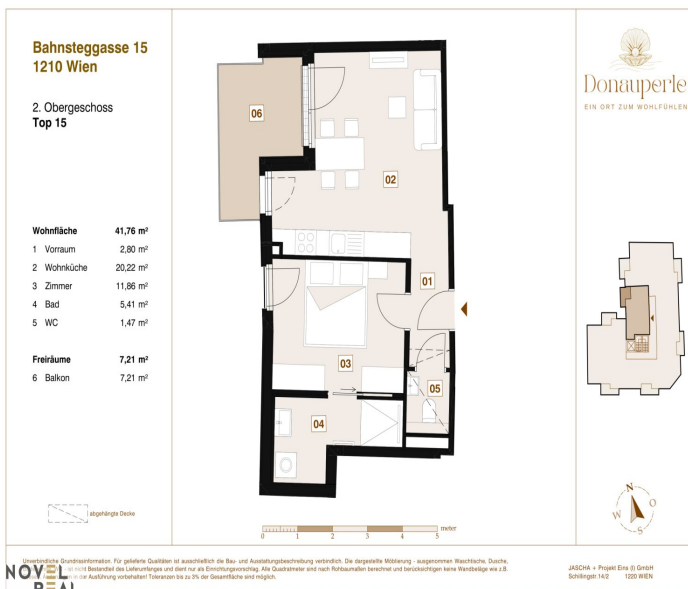 Bahnsteggasse 15
1210 Wien
2. Obergeschoss
Top 15
Wohnfläche 41,76 m²
1 Vorraum 2,80 m²
2 Wohnküche 20,22 m²
3 Zimmer 11,86 m²
4 Bad 5,41 m²
5 WC 1,47 m²
Freiräume 7,21 m²
6 Balkon 7,21 m²
abgehängte Decke
06
02
01
03
05
04
0 1 2 3 4 5 meter
Donauperle
EIN ORT ZUM WOHLFÜHLEN
N
W O
S
Unverbindliche Grundrissinformation. Für gelieferte Qualitäten ist ausschließlich die Bau- und Ausstattungsbeschreibung verbindlich. Die dargestellte Möblierung - ausgenommen Waschtische, Dusche,
ist nicht Bestandteil des Lieferumfanges und dient nur als Einrichtungsvorschlag. Alle Quadratmeter sind nach Rohbaumaßen berechnet und berücksichtigen keine Wandbeläge wie z.B.
in der Ausführung vorbehalten! Toleranzen bis zu 3% der Gesamtfläche sind möglich.
NOVEL
REAL
JASCHA + Projekt Eins (I) GmbH
Schillingstr 14/2 1220 WIEN